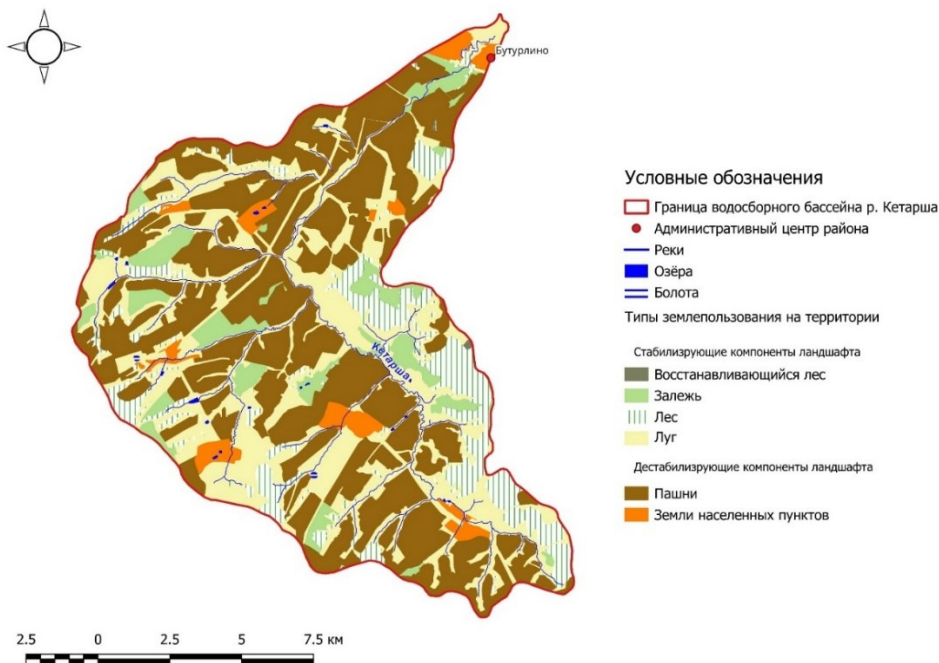 Бутурлино
Кетарша
Условные обозначения
Граница водосборного бассейна р. Кетарша
Административный центр района
Реки
Озёра
Болота
Типы землепользования на территории
Стабилизирующие компоненты ландшафта
Восстанавливающийся лес
Залежь
Лес
Луг
Дестабилизирующие компоненты ландшафта
Пашни
Земли населенных пунктов
2.5 0 2.5 5 7.5 км